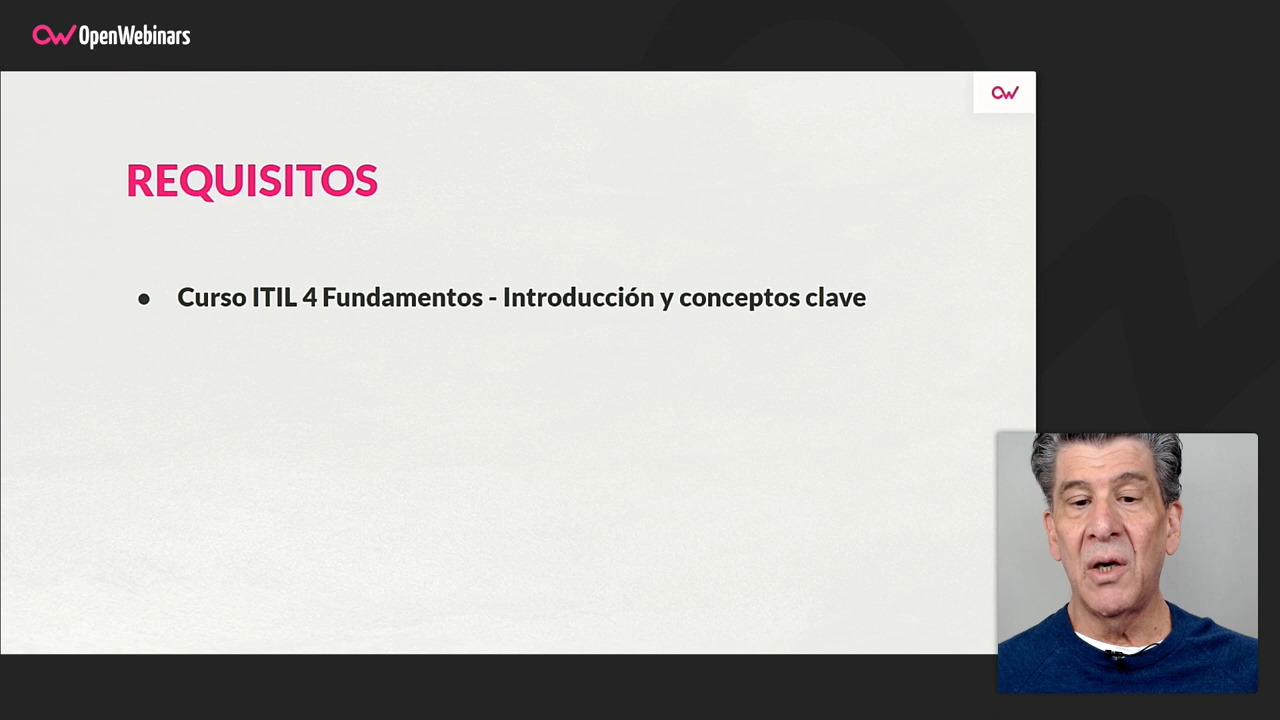 OpenWebinars
REQUISITOS
● Curso ITIL 4 Fundamentos - Introducción y conceptos clave